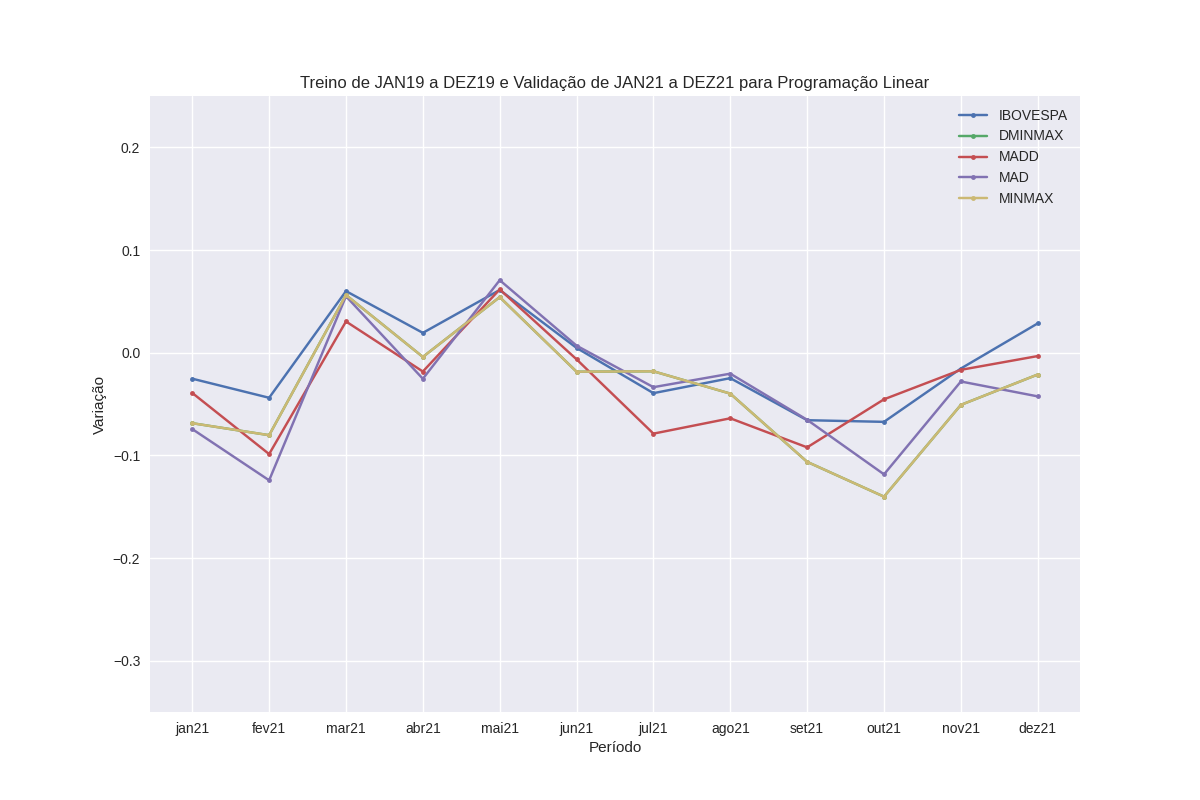 Treino de JAN19 a DEZ19 e Validação de JAN21 a DEZ21 para Programação Linear
IBOVESPA
DMINMAX
MADD
MAD
MINMAX
0.2
0.1
0.0
−0.1
−0.2
−0.3
Variação
jan21 fev21 mar21 abr21 mai21 jun21 jul21 ago21 set21 out21 nov21 dez21
Período